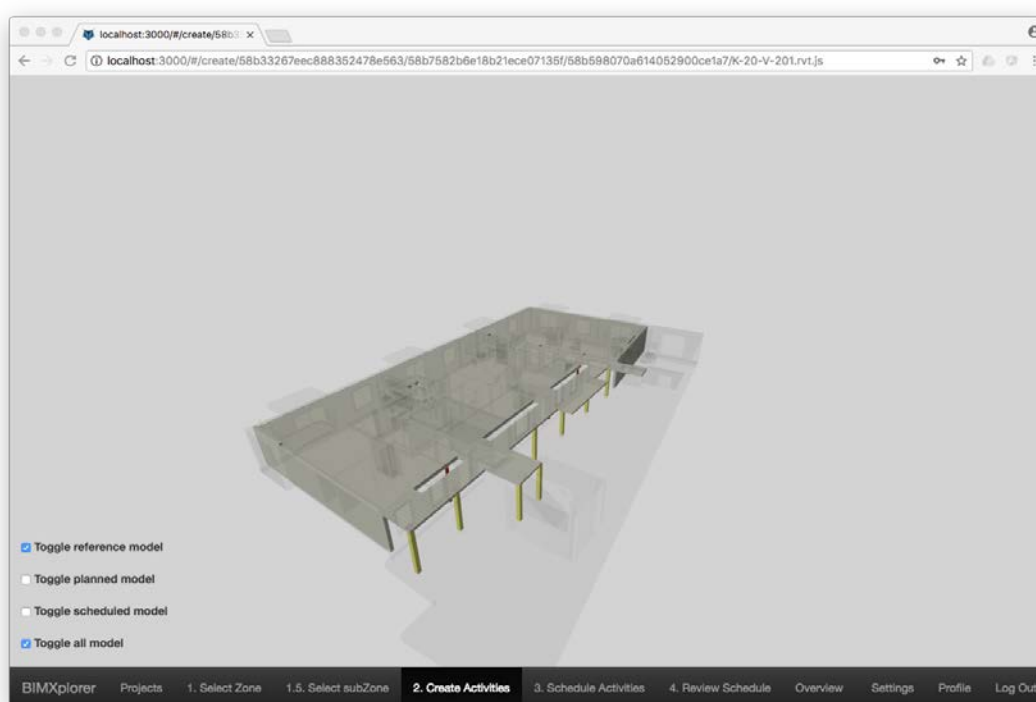 localhost:3000/#/create/58b3
localhost:3000/#/create/58b33267eec888352478e563/58b7582b6e18b21ece07135f/58b598070a614052900ce1a7/K-20-V-201.rvt.js
Toggle reference model
Toggle planned model
Toggle scheduled model
Toggle all model
BIMXplorer Projects 1. Select Zone 1.5. Select subZone 2. Create Activities 3. Schedule Activities 4. Review Schedule Overview Settings Profile Log Out